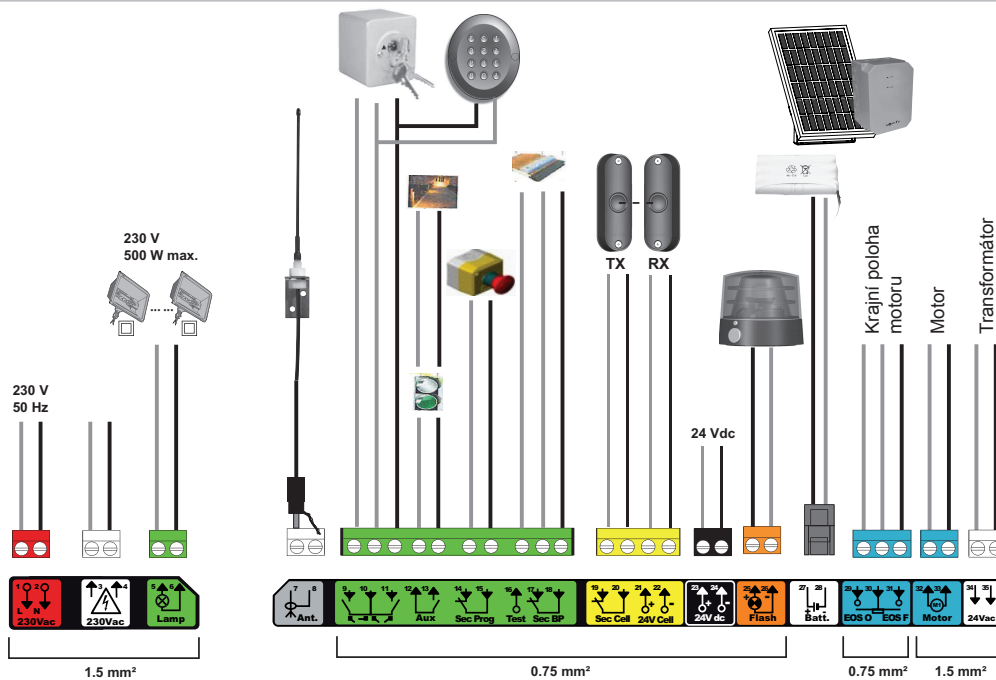 230 V
500 W max.
TX RX
Krajní poloha
motoru
Motor
Transformátor
230 V
50 Hz
24 Vdc
1 2
L N
230Vac
3 4
230Vac
5 6
Lamp
7 8
Ant.
9 10 11
12 13
Aux
14 15
Sec Prog
16
Test
17 18
Sec BP
19 20
Sec Cell
21 22
24V Cell
23 24
24V dc
25 26
Flash
27 28
Batt.
29 30 31
EOS O EOS F
32 33
M1
Motor
34 35
24Vac
1.5 mm²
0.75 mm²
0.75 mm²
1.5 mm²